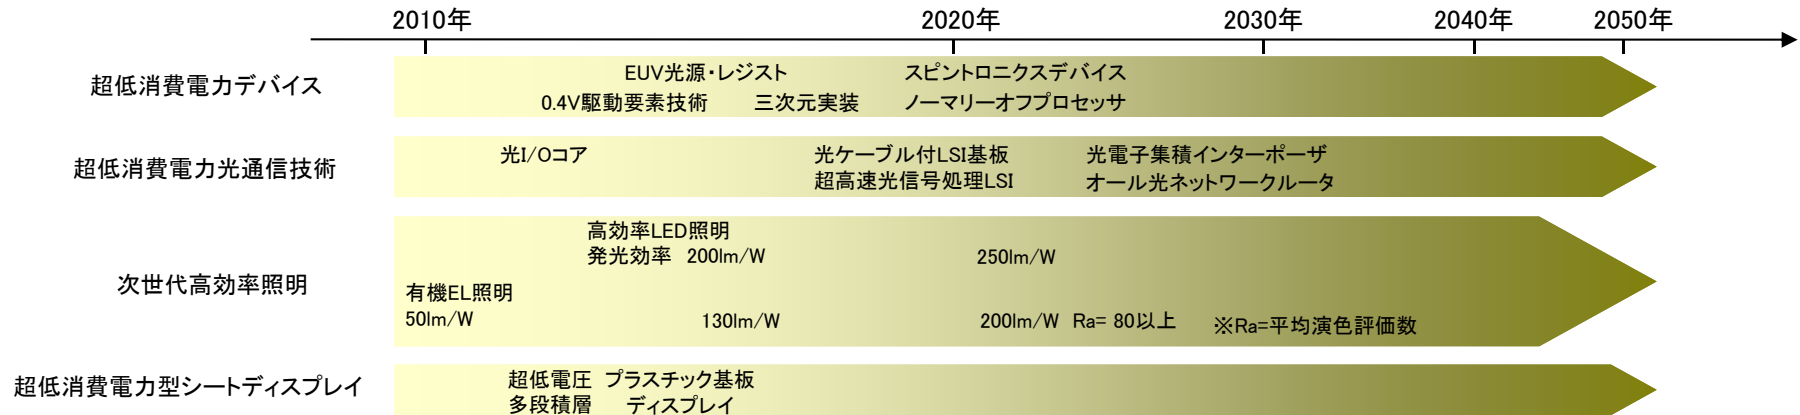 2010年 2020年 2030年 2040年 2050年
超低消費電力デバイス
EUV光源・レジスト スピントロニクスデバイス
0.4V駆動要素技術 三次元実装 ノーマリーオフプロセッサ
超低消費電力光通信技術
光I/Oコア 光ケーブル付LSI基板 光電子集積インターポーザ
超高速光信号処理LSI オール光ネットワークルータ
次世代高効率照明
高効率LED照明
発光効率 200lm/W 250lm/W
有機EL照明
50lm/W 130lm/W 200lm/W Ra= 80以上 ※Ra=平均演色評価数
超低消費電力型シートディスプレイ
超低電圧 プラスチック基板
多段積層 ディスプレイ